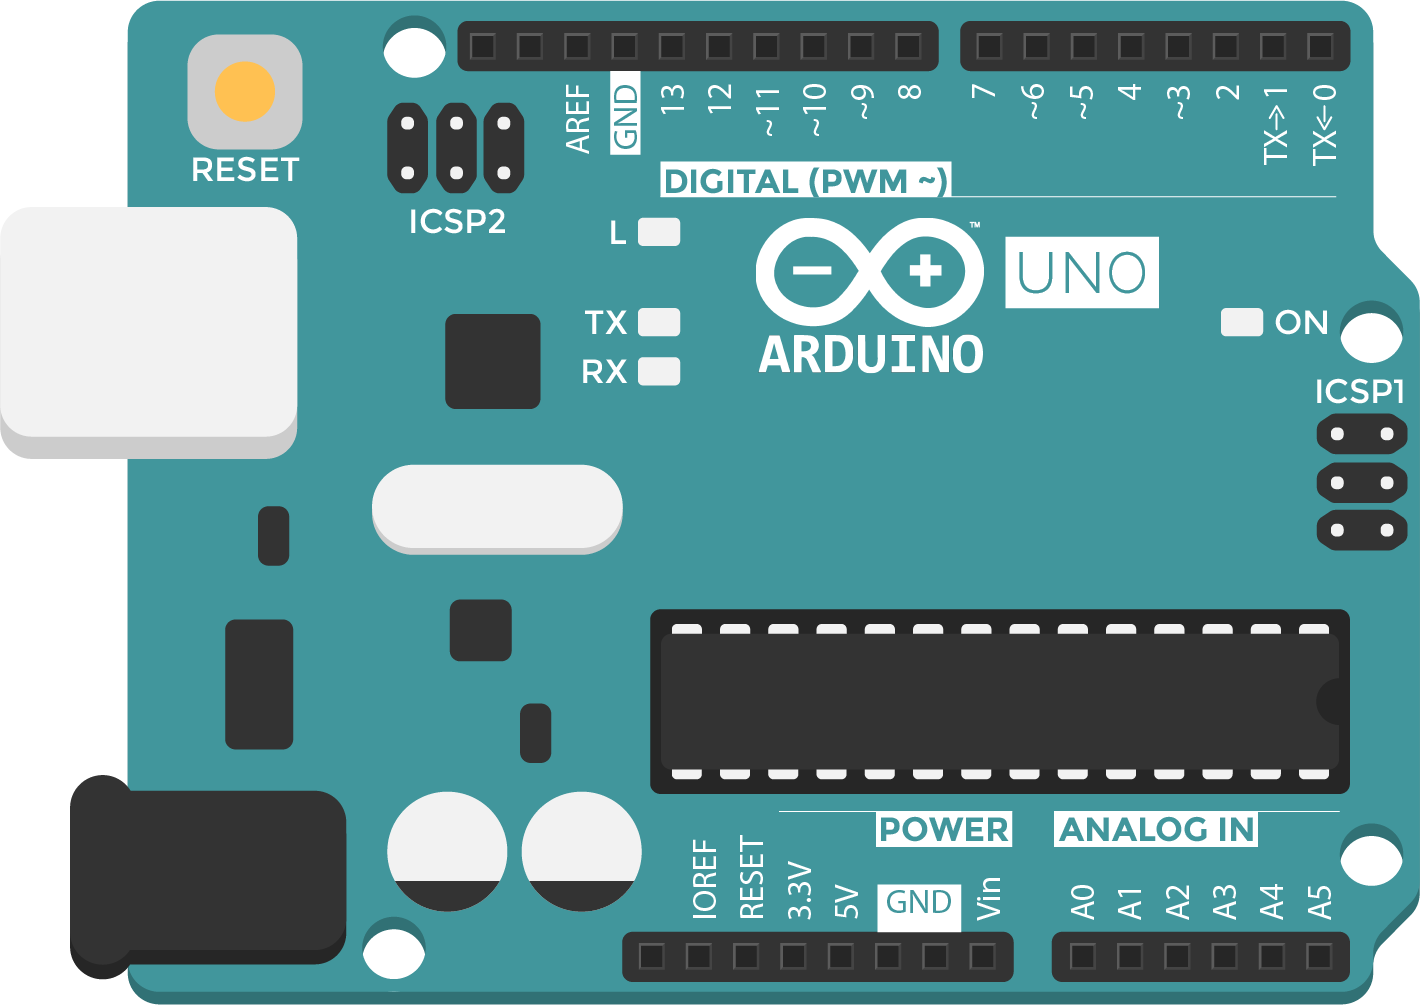 AREF
GND
13
12
~11
~10
~9
8
7
~6
~5
4
~3
2
TX→1
TX←0
RESET
DIGITAL (PWM ~)
ICSP2
L
™
UNO
TX
ON
RX
ARDUINO
ICSP1
POWER
ANALOG IN
IOREF
RESET
3.3V
5V
GND
Vin
A0
A1
A2
A3
A4
A5